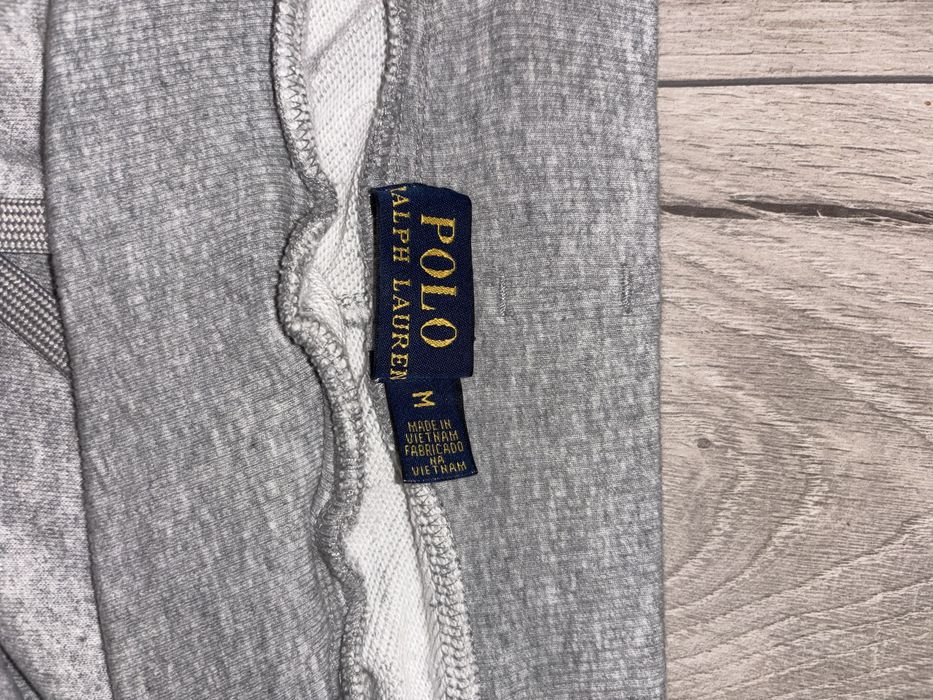 POLO
RALPH LAUREN
M
MADE IN
VIETNAM
FABRICADO
NA
VIETNAM